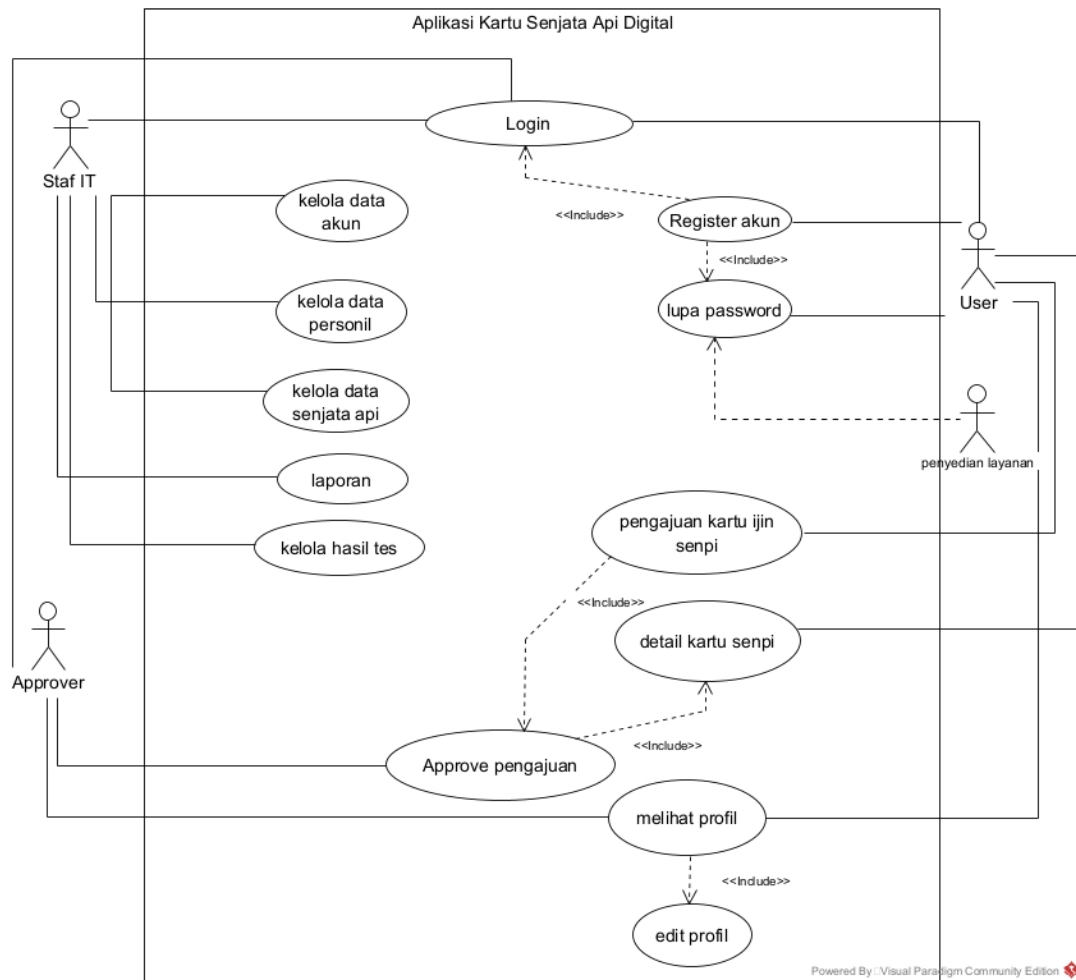 Aplikasi Kartu Senjata Api Digital
Login
Staf IT
kelola data
akun
<<Include>>
Register akun
<<Include>>
User
kelola data
personil
lupa password
kelola data
senjata api
penyedian layanan
laporan
pengajuan kartu ijin
senpi
kelola hasil tes
<<Include>>
detail kartu senpi
Approver
<<Include>>
Approve pengajuan
melihat profil
<<Include>>
edit profil
Powered By Visual Paradigm Community Edition